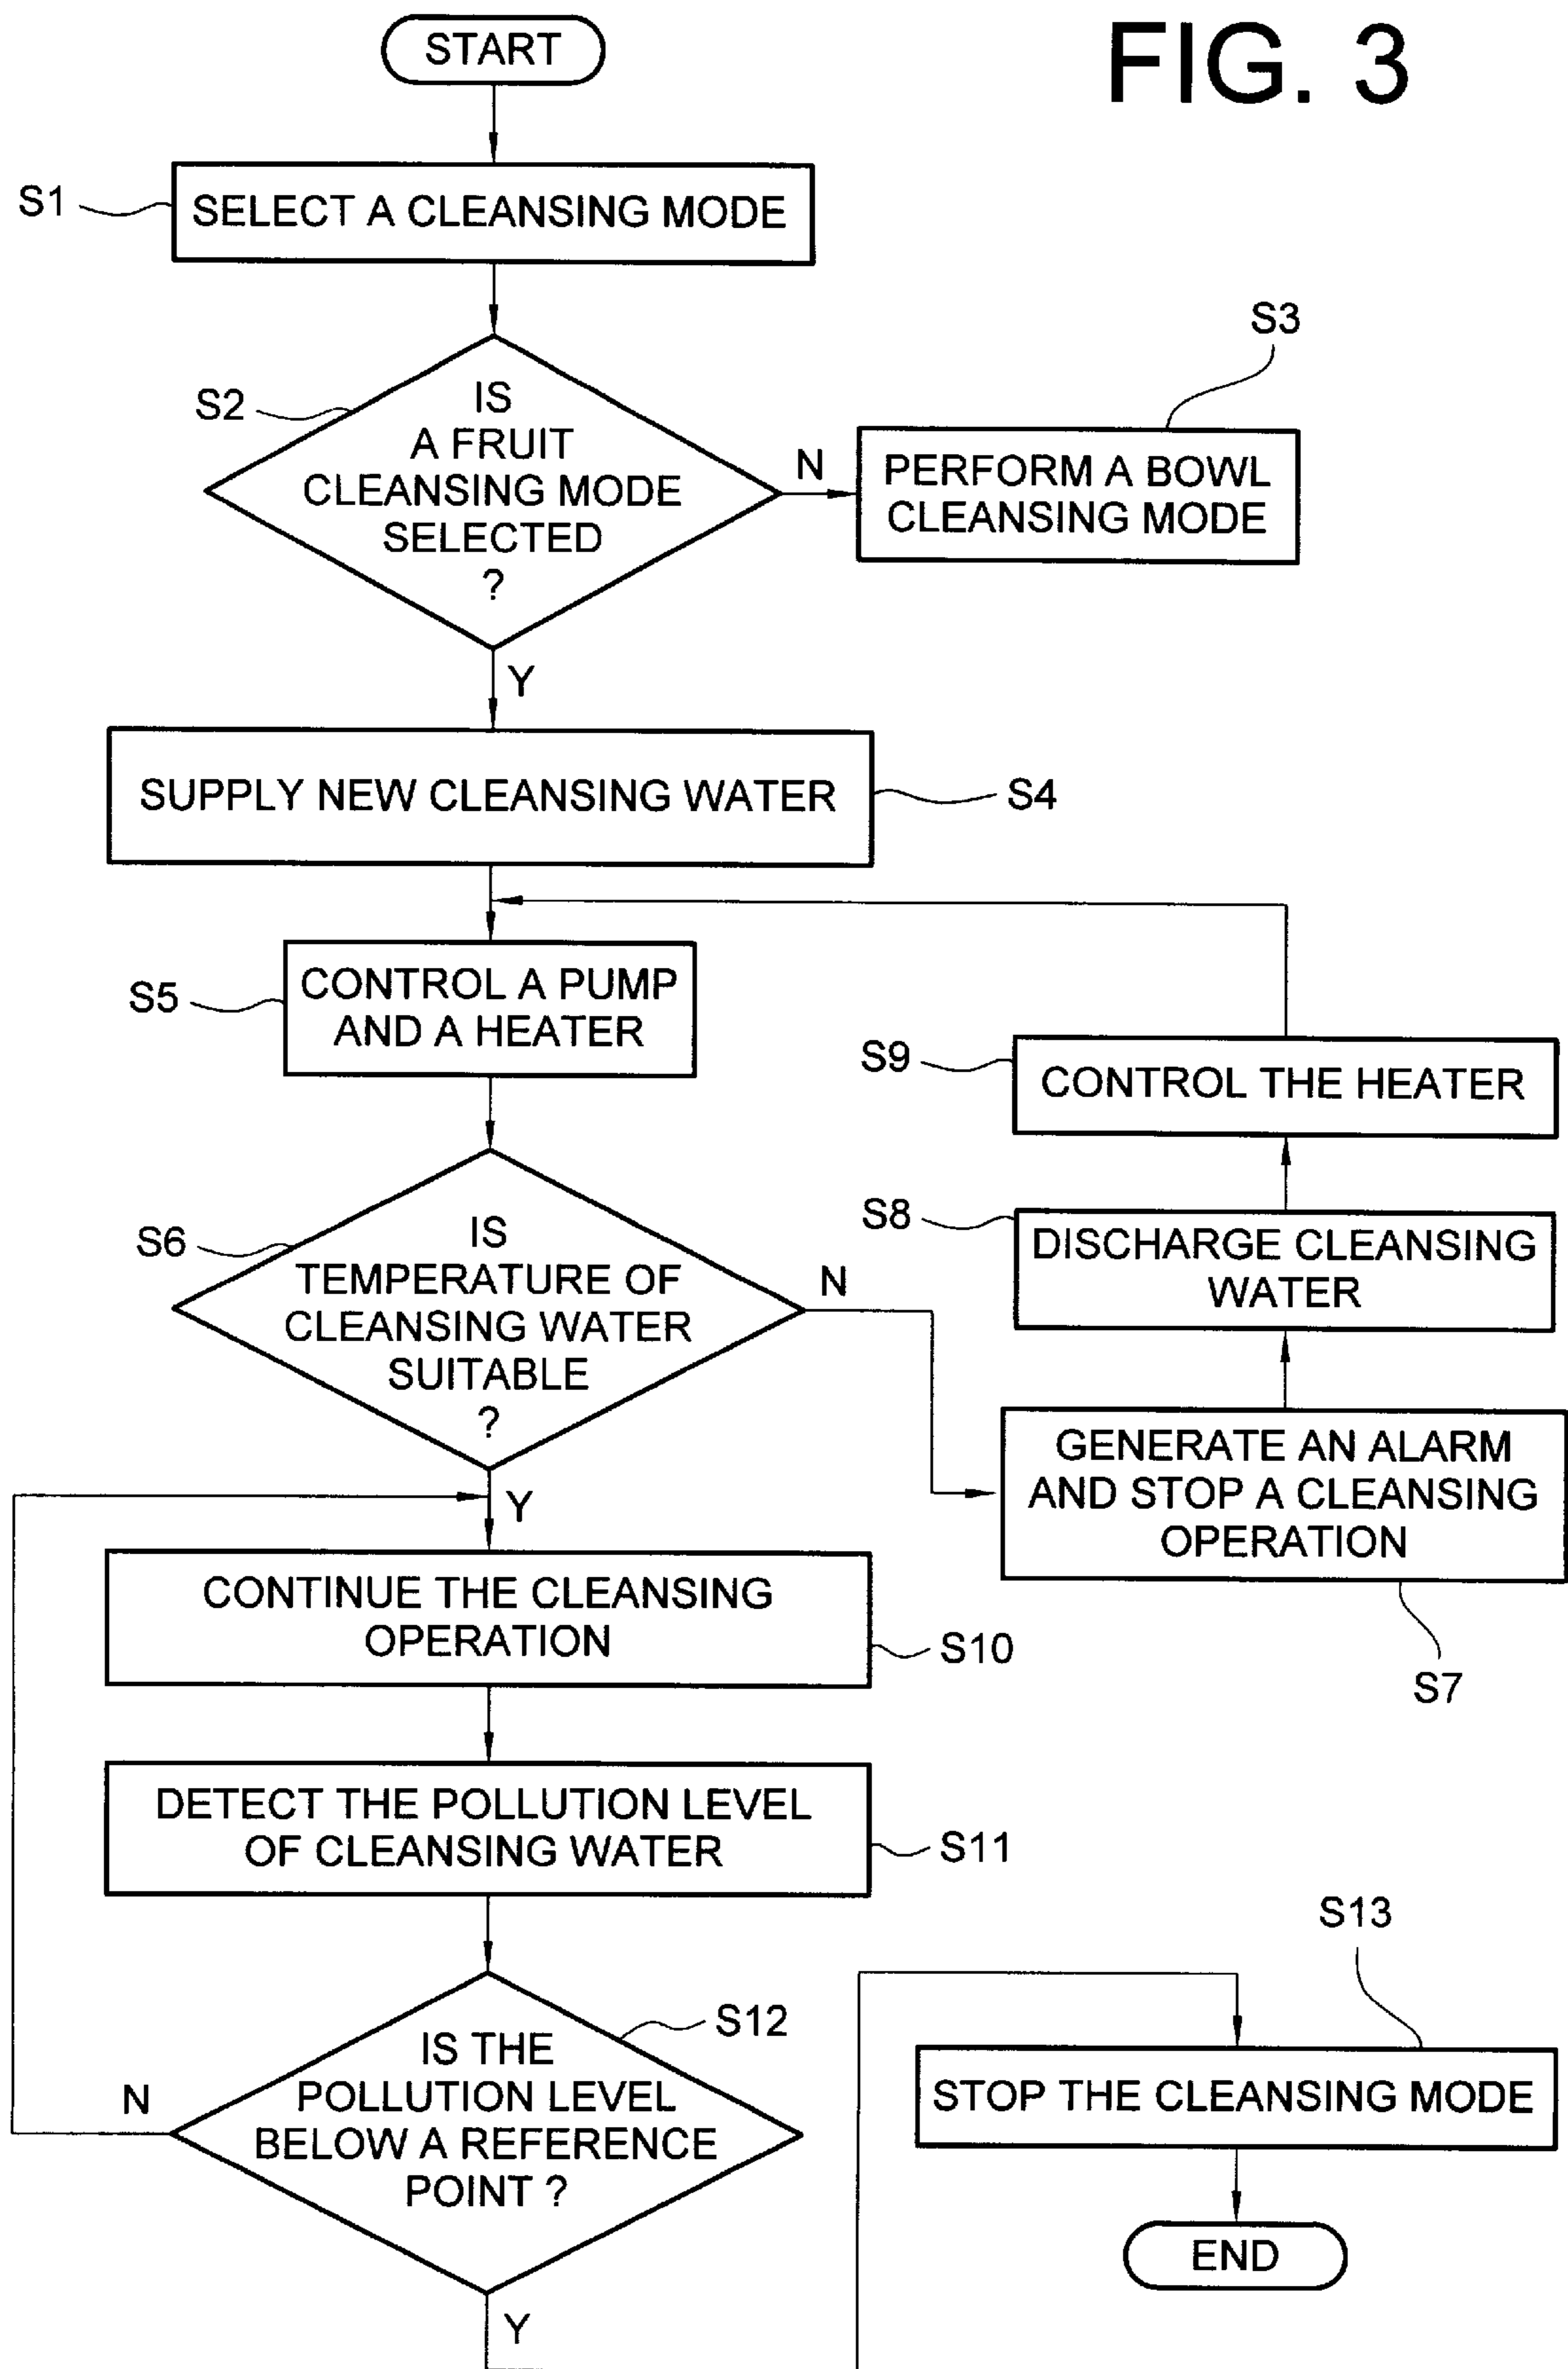 FIG. 3
START
S1
SELECT A CLEANSING MODE
S2
IS
A FRUIT
CLEANSING MODE
SELECTED
?
N
S3
PERFORM A BOWL
CLEANSING MODE
Y
SUPPLY NEW CLEANSING WATER
S4
S5
CONTROL A PUMP
AND A HEATER
S9
CONTROL THE HEATER
S8
DISCHARGE CLEANSING
WATER
S6
IS
TEMPERATURE OF
CLEANSING WATER
SUITABLE
?
N
GENERATE AN ALARM
AND STOP A CLEANSING
OPERATION
S7
Y
CONTINUE THE CLEANSING
OPERATION
S10
DETECT THE POLLUTION LEVEL
OF CLEANSING WATER
S11
S12
IS THE
POLLUTION LEVEL
BELOW A REFERENCE
POINT ?
N
Y
S13
STOP THE CLEANSING MODE
END